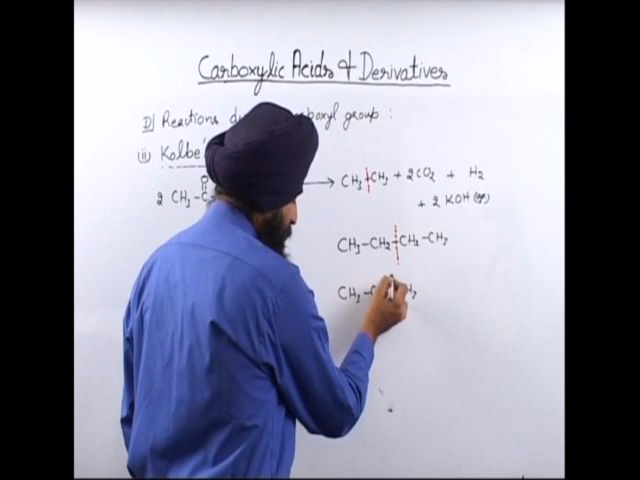 Carboxylic Acids & Derivatives
D) Reactions carboxyl group :
(ii) Kolbe'
O
2 CH₃ – C → CH₃ – CH₃ + 2CO₂ + H₂
+ 2 KOH (aq)
CH₃ – CH₂ – CH₂ – CH₃
CH₃ –